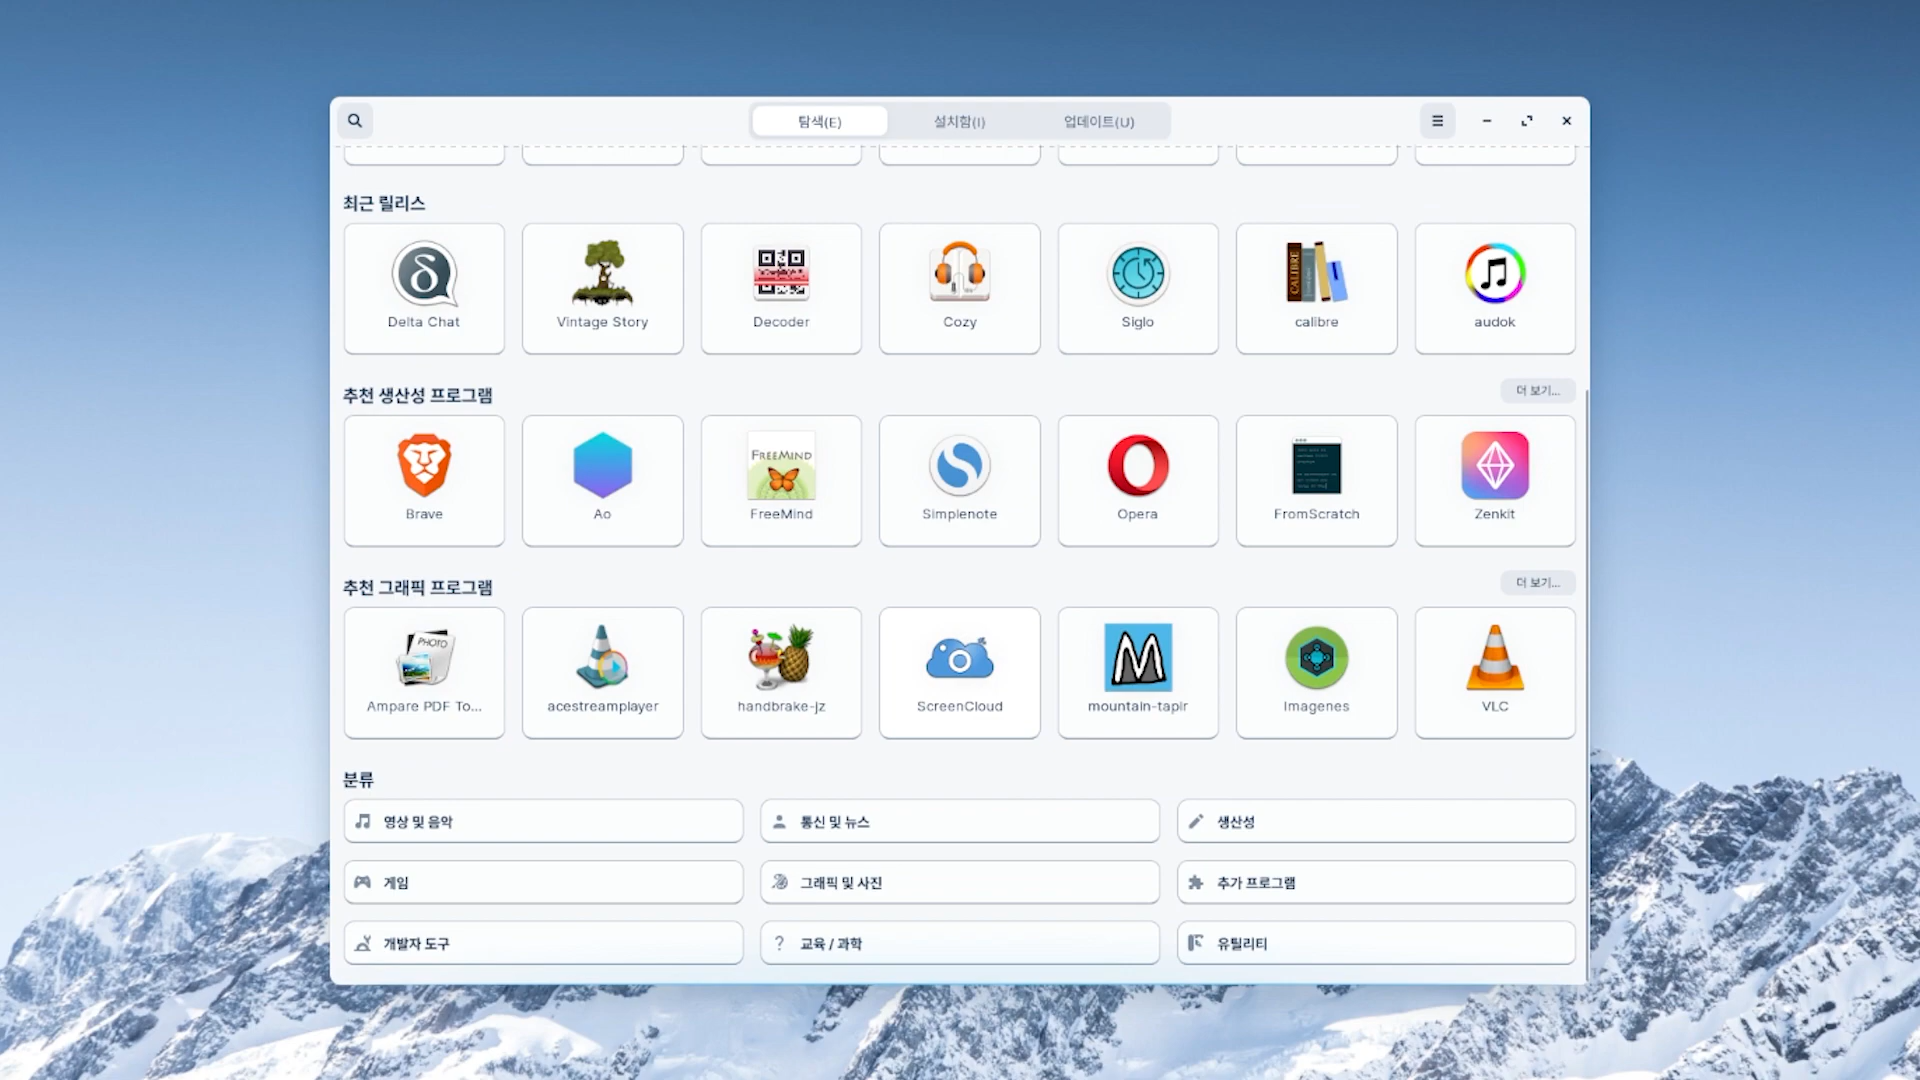 탐색(E)
설치함(I)
업데이트(U)
최근 릴리스
Delta Chat
Vintage Story
Decoder
Cozy
Siglo
CALIBRE
calibre
audok
추천 생산성 프로그램
더 보기...
Brave
Ao
FREEMIND
FreeMind
Simplenote
Opera
FromScratch
Zenkit
추천 그래픽 프로그램
더 보기...
PHOTO
Ampare PDF To...
acestreamplayer
handbrake-jz
ScreenCloud
mountain-tapir
Imagenes
VLC
분류
영상 및 음악
통신 및 뉴스
생산성
게임
그래픽 및 사진
추가 프로그램
개발자 도구
교육 / 과학
유틸리티